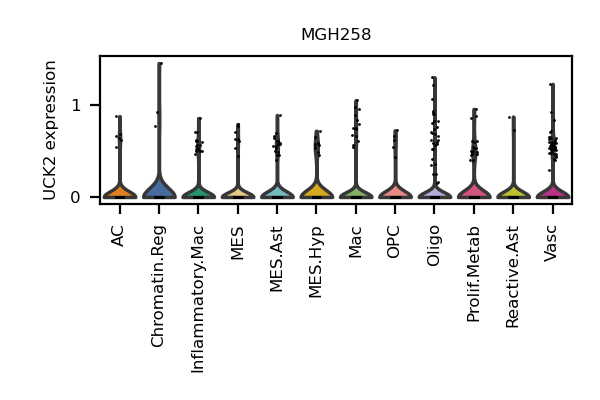 MGH258
UCK2 expression
1
0
AC
Chromatin.Reg
Inflammatory.Mac
MES
MES.Ast
MES.Hyp
Mac
OPC
Oligo
Prolif.Metab
Reactive.Ast
Vasc